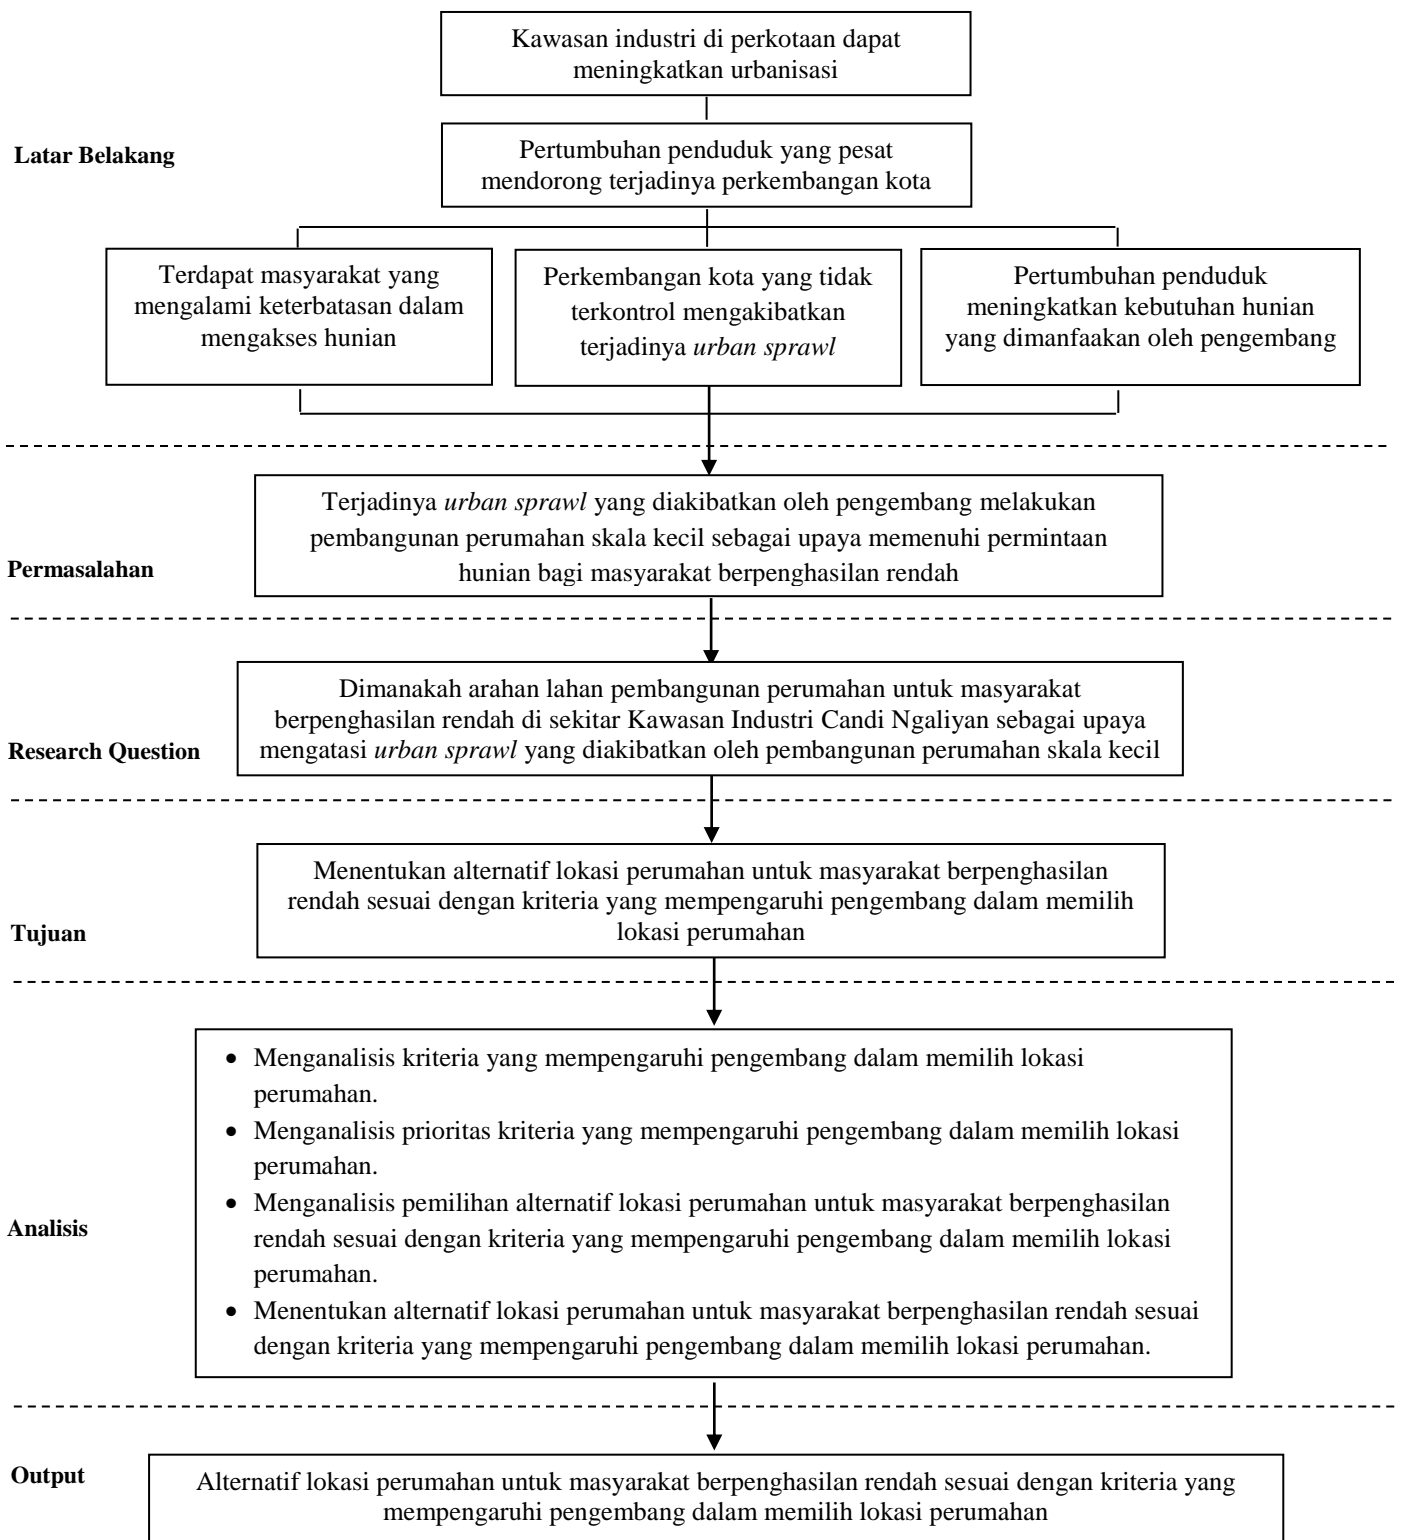 Kawasan industri di perkotaan dapat
meningkatkan urbanisasi
Latar Belakang
Pertumbuhan penduduk yang pesat
mendorong terjadinya perkembangan kota
Terdapat masyarakat yang
mengalami keterbatasan dalam
mengakses hunian
Perkembangan kota yang tidak
terkontrol mengakibatkan
terjadinya urban sprawl
Pertumbuhan penduduk
meningkatkan kebutuhan hunian
yang dimanfaakan oleh pengembang
Permasalahan
Terjadinya urban sprawl yang diakibatkan oleh pengembang melakukan
pembangunan perumahan skala kecil sebagai upaya memenuhi permintaan
hunian bagi masyarakat berpenghasilan rendah
Research Question
Dimanakah arahan lahan pembangunan perumahan untuk masyarakat
berpenghasilan rendah di sekitar Kawasan Industri Candi Ngaliyan sebagai upaya
mengatasi urban sprawl yang diakibatkan oleh pembangunan perumahan skala kecil
Tujuan
Menentukan alternatif lokasi perumahan untuk masyarakat berpenghasilan
rendah sesuai dengan kriteria yang mempengaruhi pengembang dalam memilih
lokasi perumahan
Analisis
• Menganalisis kriteria yang mempengaruhi pengembang dalam memilih lokasi
perumahan.
• Menganalisis prioritas kriteria yang mempengaruhi pengembang dalam memilih lokasi
perumahan.
• Menganalisis pemilihan alternatif lokasi perumahan untuk masyarakat berpenghasilan
rendah sesuai dengan kriteria yang mempengaruhi pengembang dalam memilih lokasi
perumahan.
• Menentukan alternatif lokasi perumahan untuk masyarakat berpenghasilan rendah sesuai
dengan kriteria yang mempengaruhi pengembang dalam memilih lokasi perumahan.
Output
Alternatif lokasi perumahan untuk masyarakat berpenghasilan rendah sesuai dengan kriteria yang
mempengaruhi pengembang dalam memilih lokasi perumahan